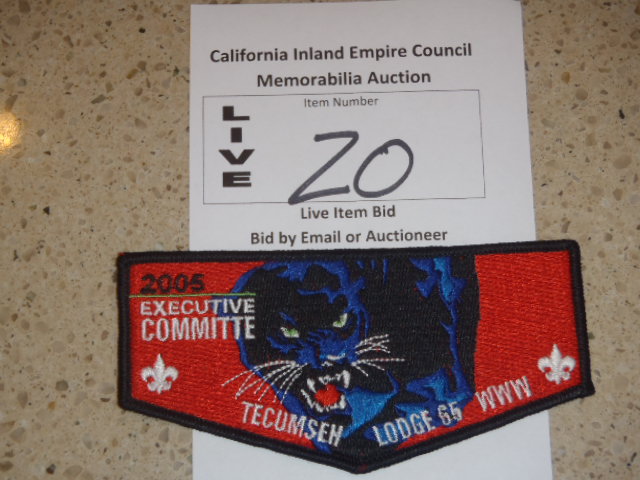 California Inland Empire Council
Memorabilia Auction
Item Number
LIVE
20
Live Item Bid
Bid by Email or Auctioneer
2005
EXECUTIVE
COMMITTE
TECUMSEH LODGE 65 WWW